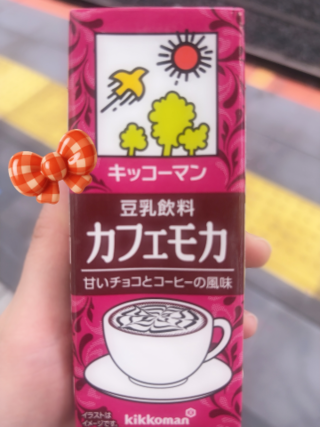 キッコーマン
豆乳飲料
カフェモカ
甘いチョコとコーヒーの風味
イラストは
イメージです
kikkoman